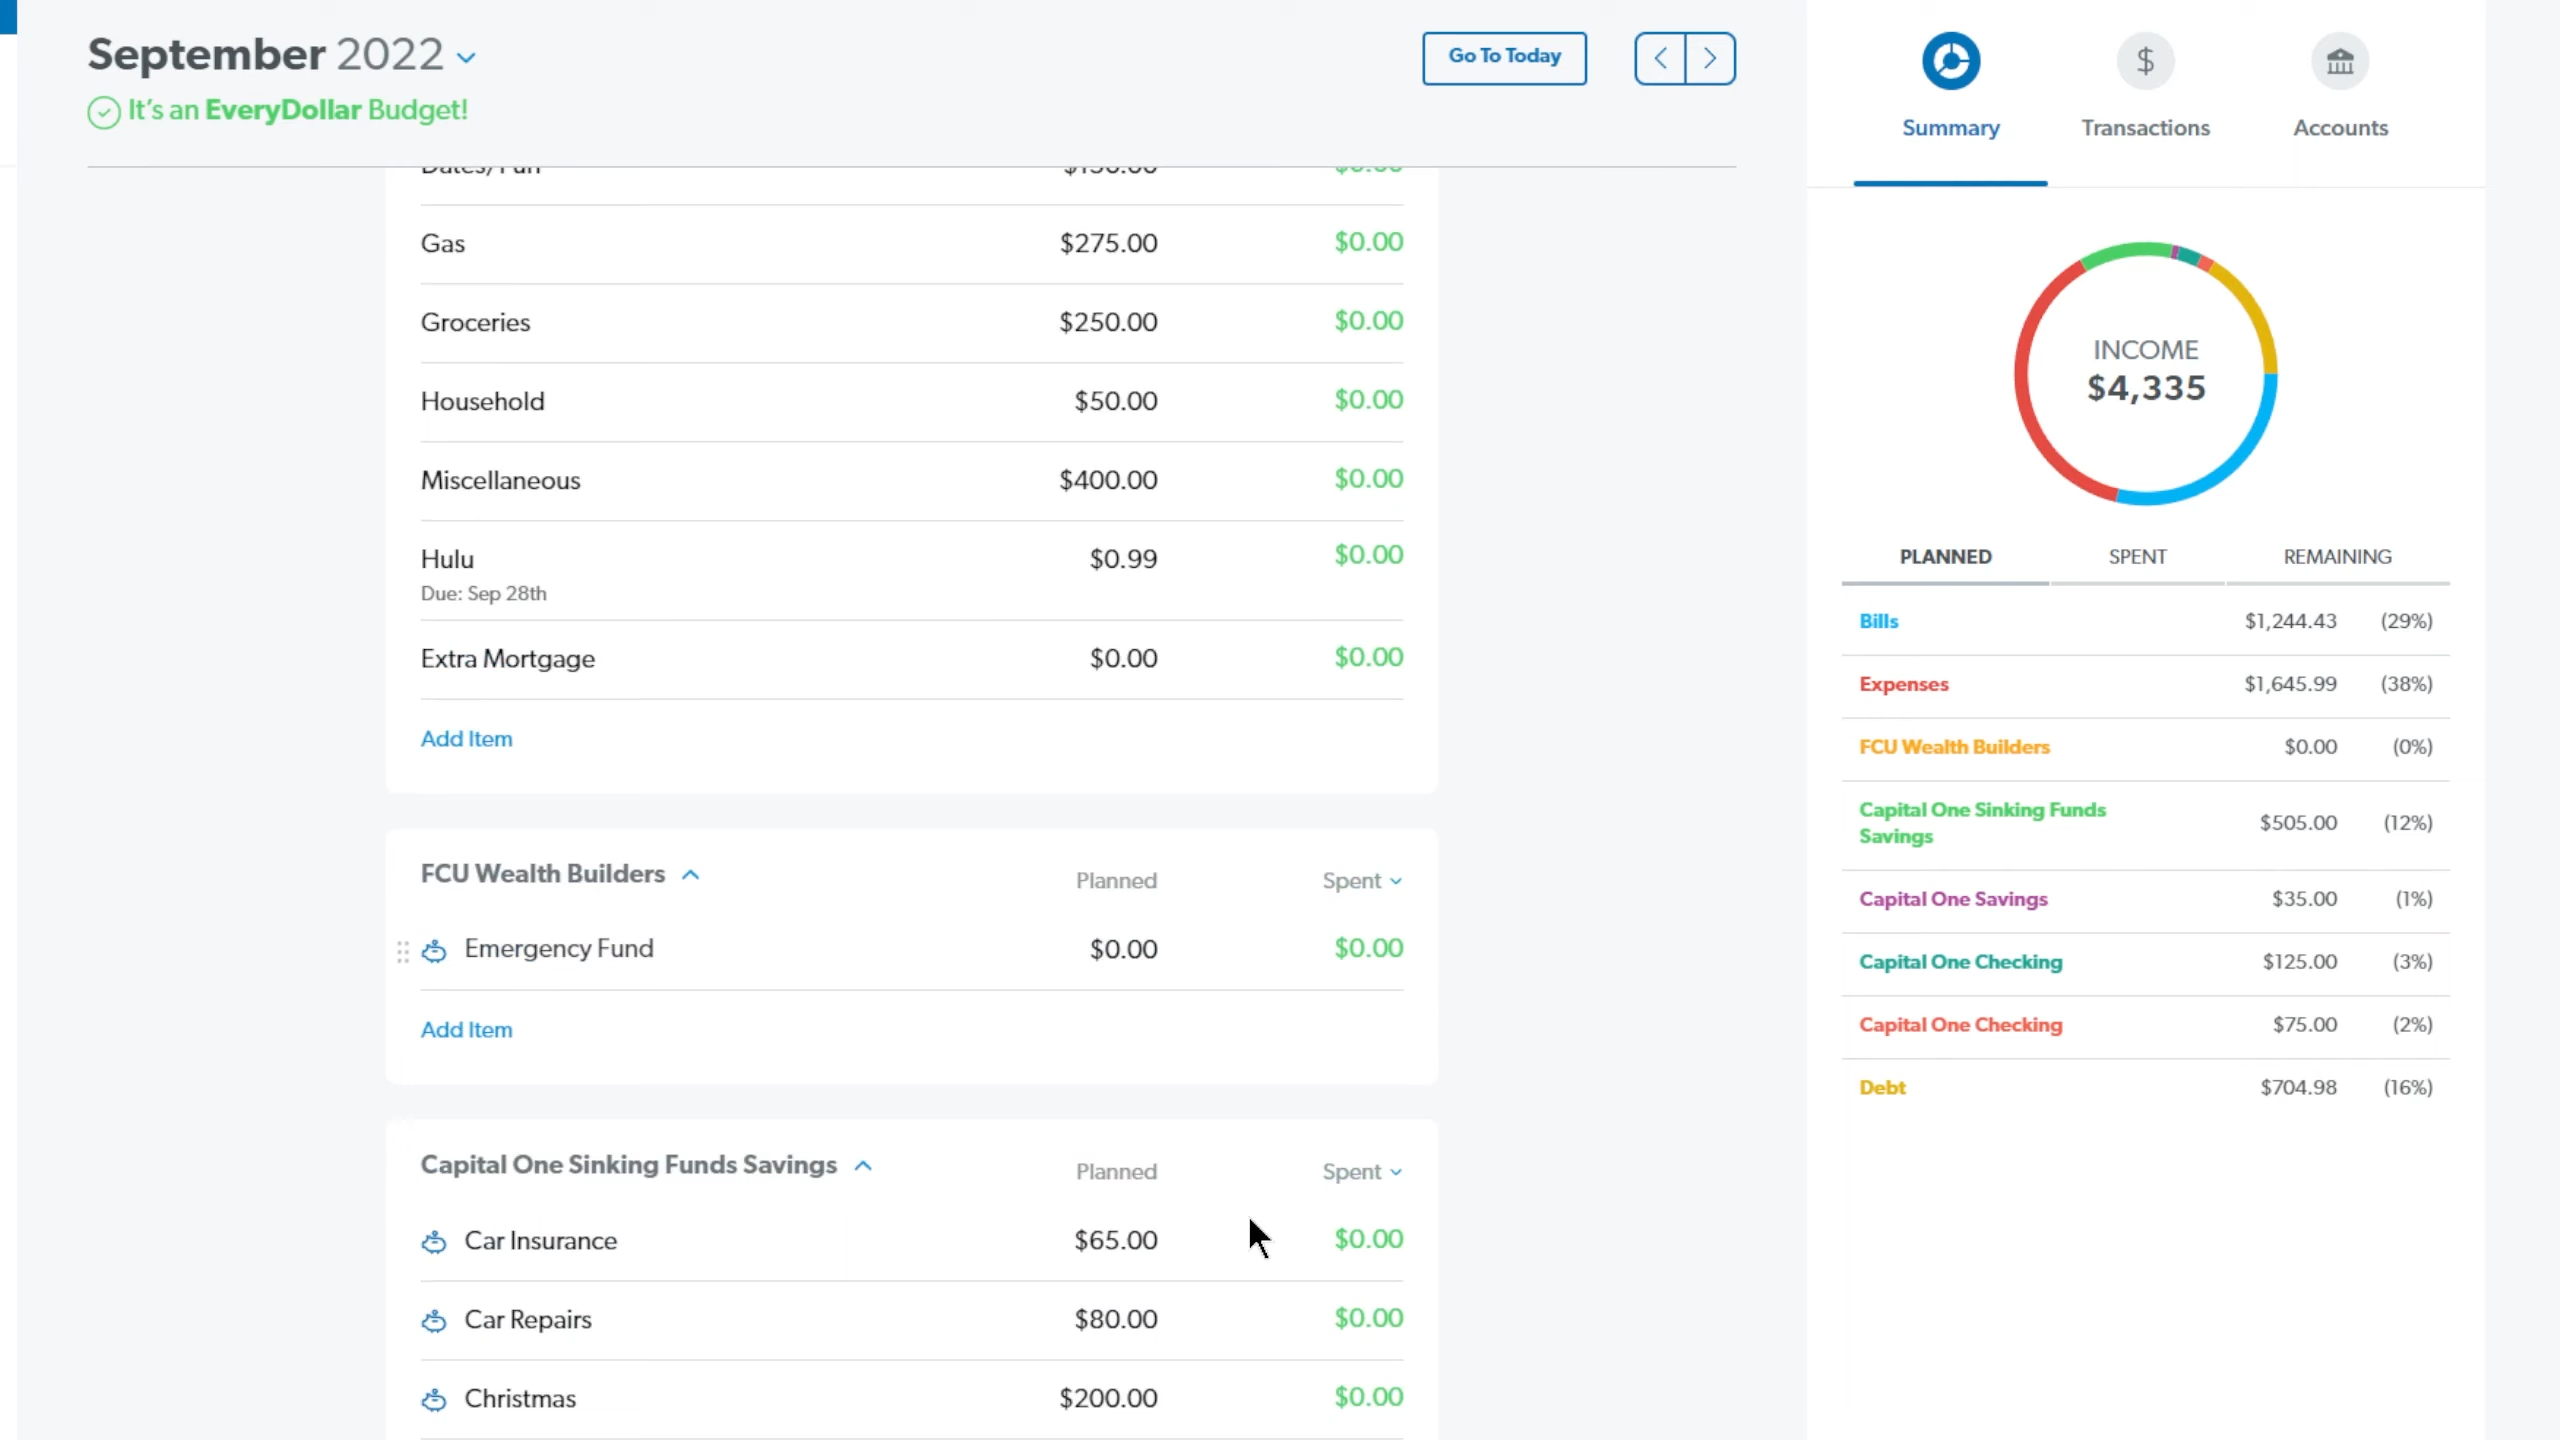 September 2022
Go To Today
It's an EveryDollar Budget!
Gas $275.00 $0.00
Groceries $250.00 $0.00
Household $50.00 $0.00
Miscellaneous $400.00 $0.00
Hulu $0.99 $0.00
Due: Sep 28th
Extra Mortgage $0.00 $0.00
Add Item
FCU Wealth Builders Planned Spent
Emergency Fund $0.00 $0.00
Add Item
Capital One Sinking Funds Savings Planned Spent
Car Insurance $65.00 $0.00
Car Repairs $80.00 $0.00
Christmas $200.00 $0.00
Summary Transactions Accounts
INCOME
$4,335
PLANNED SPENT REMAINING
Bills $1,244.43 (29%)
Expenses $1,645.99 (38%)
FCU Wealth Builders $0.00 (0%)
Capital One Sinking Funds
Savings $505.00 (12%)
Capital One Savings $35.00 (1%)
Capital One Checking $125.00 (3%)
Capital One Checking $75.00 (2%)
Debt $704.98 (16%)